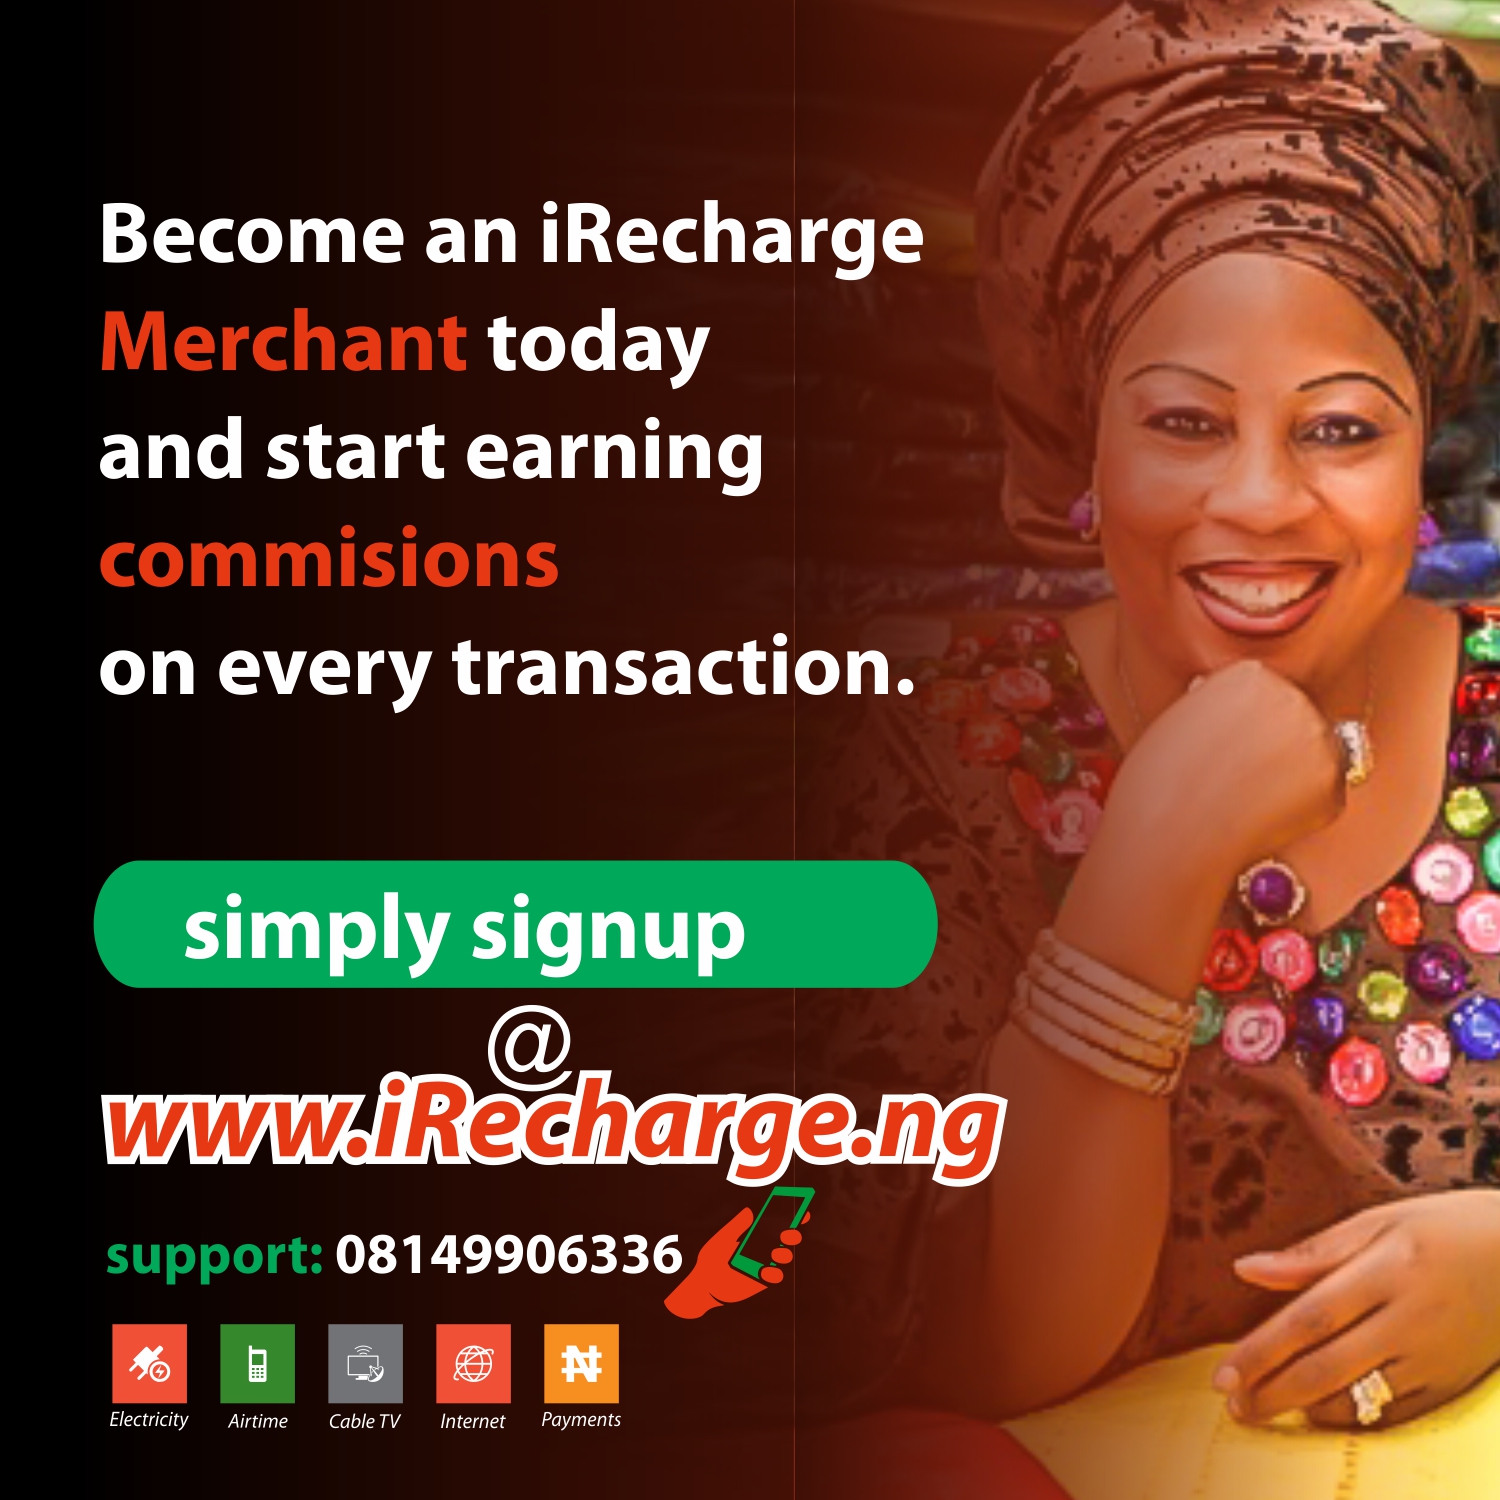 Become an iRecharge
Merchant today
and start earning
commisions
on every transaction.
simply signup
@
www.iRecharge.ng
support: 08149906336
Electricity Airtime Cable TV Internet Payments